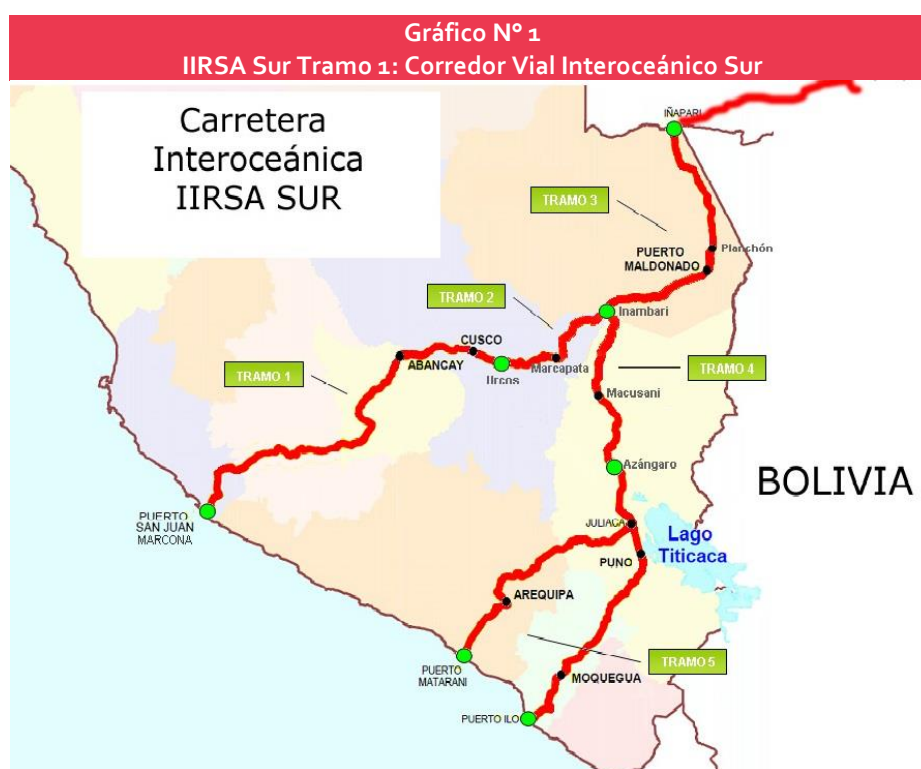 Gráfico N° 1
IIRSA Sur Tramo 1: Corredor Vial Interoceánico Sur
Carretera
Interoceánica
IIRSA SUR
IÑAPARI
TRAMO 3
Planchón
PUERTO
MALDONADO
TRAMO 2
Inambari
CUSCO
ABANCAY
Urcos
Marcapata
TRAMO 1
TRAMO 4
Macusani
Azángaro
BOLIVIA
PUERTO
SAN JUAN
MARCONA
JULIACA
Lago
Titicaca
PUNO
AREQUIPA
TRAMO 5
PUERTO
MATARANI
MOQUEGUA
PUERTO ILO